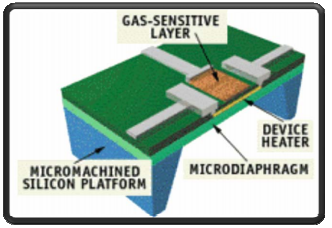 GAS-SENSITIVE
LAYER
DEVICE
HEATER
MICRODIAPHRAGM
MICROMACHINED
SILICON PLATFORM